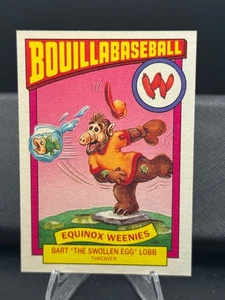 BOUILLABASEBALL
W
EQUINOX WEENIES
BART "THE SWOLLEN EGG" LOBB
THROWER